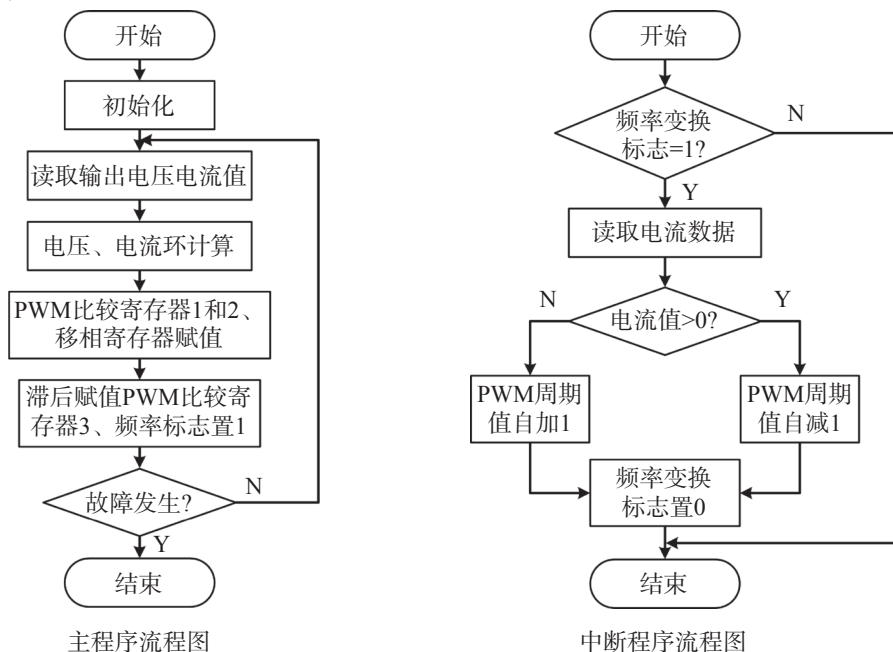 开始
初始化
读取输出电压电流值
电压、电流环计算
PWM比较寄存器1和2、
移相寄存器赋值
滞后赋值PWM比较寄
存器3、频率标志置1
故障发生?
N
Y
结束
主程序流程图
开始
频率变换
标志=1?
N
Y
读取电流数据
N
电流值>0?
Y
PWM周期
值自加1
PWM周期
值自减1
频率变换
标志置0
结束
中断程序流程图